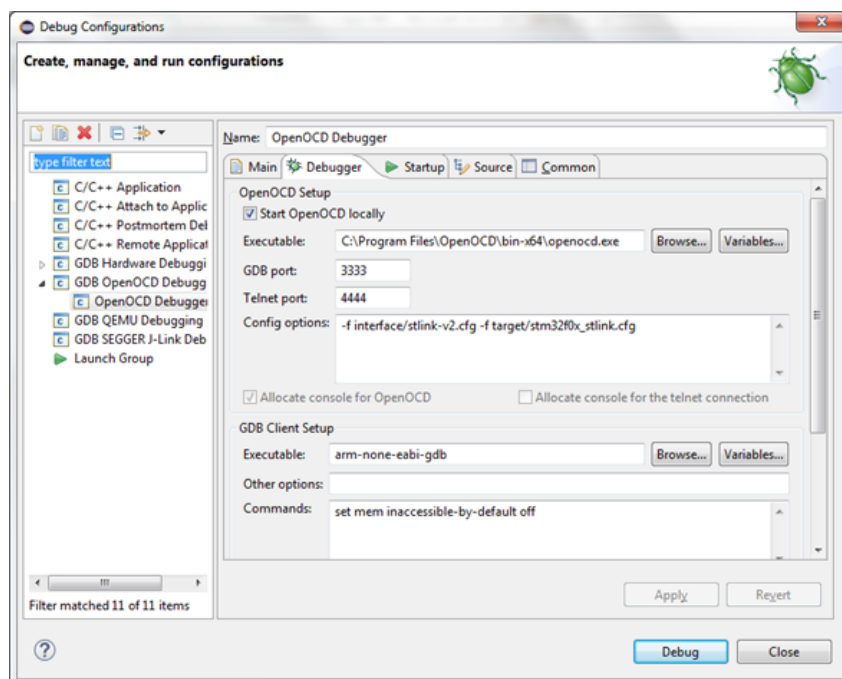 Debug Configurations
Create, manage, and run configurations
type filter text
C/C++ Application
C/C++ Attach to Applic
C/C++ Postmortem Del
C/C++ Remote Applicat
GDB Hardware Debuggi
GDB OpenOCD Debugg
OpenOCD Debugger
GDB QEMU Debugging
GDB SEGGER J-Link Deb
Launch Group
Filter matched 11 of 11 items
Name: OpenOCD Debugger
Main Debugger Startup Source Common
OpenOCD Setup
Start OpenOCD locally
Executable: C:\Program Files\OpenOCD\bin-x64\openocd.exe Browse... Variables...
GDB port: 3333
Telnet port: 4444
Config options: -f interface/stlink-v2.cfg -f target/stm32f0x_stlink.cfg
Allocate console for OpenOCD Allocate console for the telnet connection
GDB Client Setup
Executable: arm-none-eabi-gdb Browse... Variables...
Other options:
Commands: set mem inaccessible-by-default off
Apply Revert
Debug Close